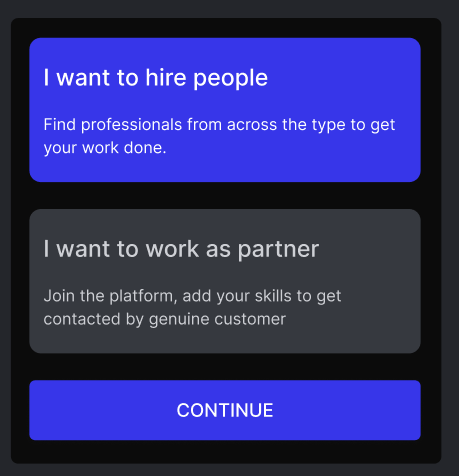 I want to hire people
Find professionals from across the type to get
your work done.
I want to work as partner
Join the platform, add your skills to get
contacted by genuine customer
CONTINUE